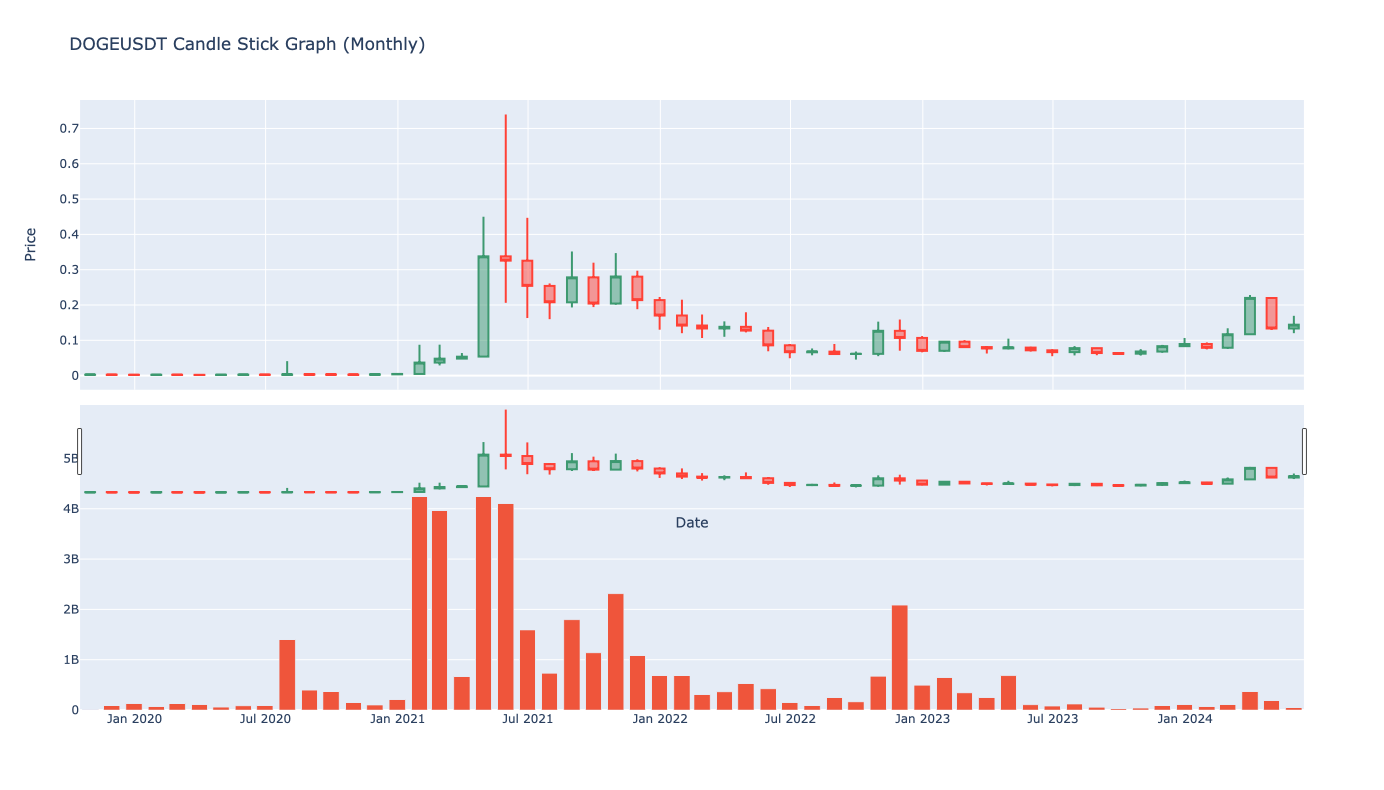 DOGEUSDT Candle Stick Graph (Monthly)
0.7
0.6
0.5
0.4
0.3
0.2
0.1
0
Price
5B
4B
3B
2B
1B
0
Date
Jan 2020 Jul 2020 Jan 2021 Jul 2021 Jan 2022 Jul 2022 Jan 2023 Jul 2023 Jan 2024